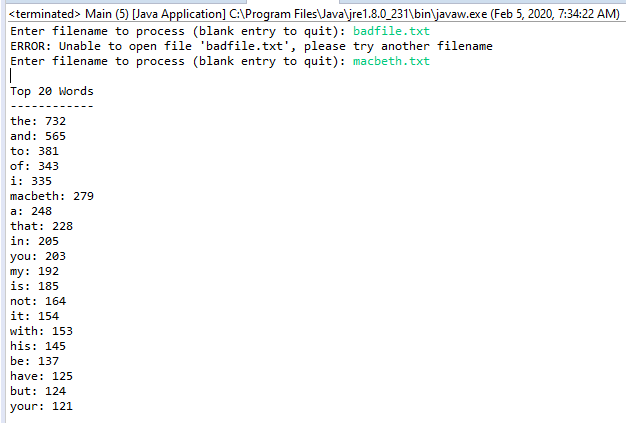 <terminated> Main (5) [Java Application] C:\Program Files\Java\jre1.8.0_231\bin\javaw.exe (Feb 5, 2020, 7:34:22 AM)
Enter filename to process (blank entry to quit): badfile.txt
ERROR: Unable to open file 'badfile.txt', please try another filename
Enter filename to process (blank entry to quit): macbeth.txt
Top 20 Words
------------
the: 732
and: 565
to: 381
of: 343
i: 335
macbeth: 279
a: 248
that: 228
in: 205
you: 203
my: 192
is: 185
not: 164
it: 154
with: 153
his: 145
be: 137
have: 125
but: 124
your: 121